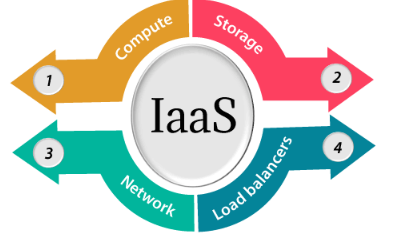 Compute
Storage
1
2
IaaS
3
4
Network
Load balancers